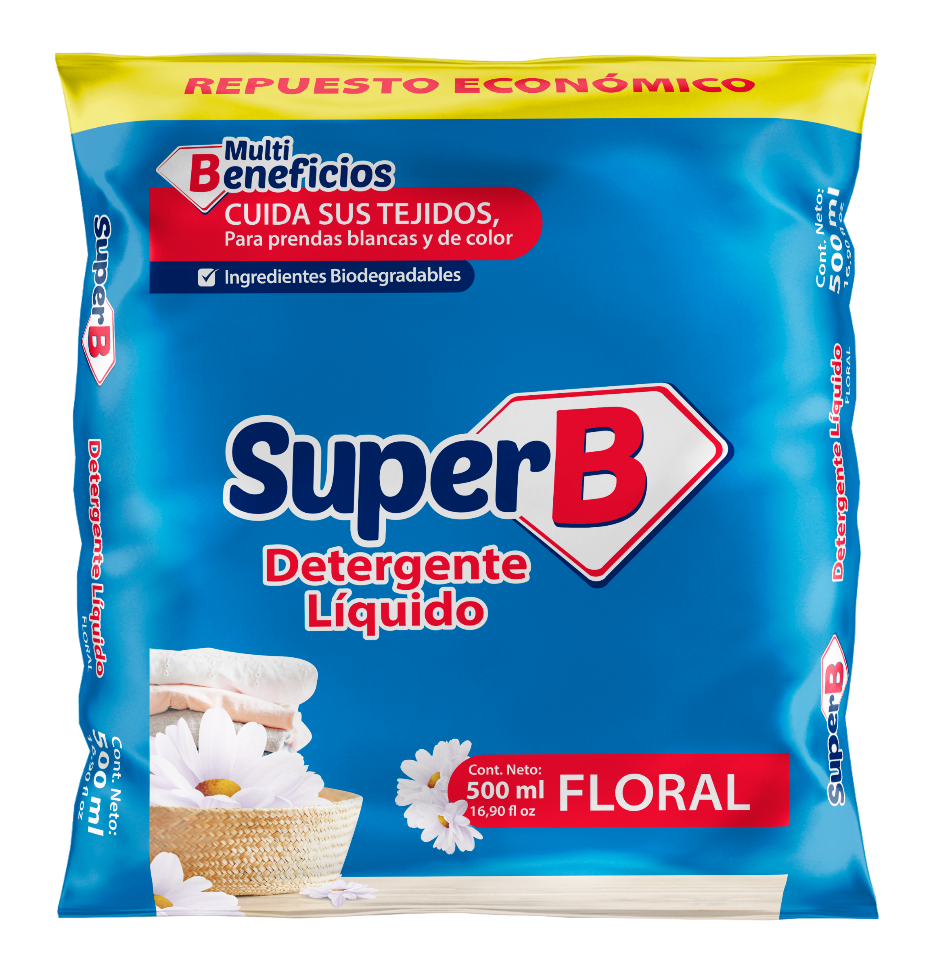 REPUESTO ECONÓMICO
Multi
Beneficios
CUIDA SUS TEJIDOS,
Para prendas blancas y de color
Ingredientes Biodegradables
SuperB
Detergente
Líquido
Cont. Neto:
500 ml
16,90 fl oz
FLORAL
SuperB
Detergente Líquido
FLORAL
Cont. Neto:
500 ml
16,90 fl oz
Cont. Neto:
500 ml
16,90 fl oz
Detergente Líquido
FLORAL
SuperB